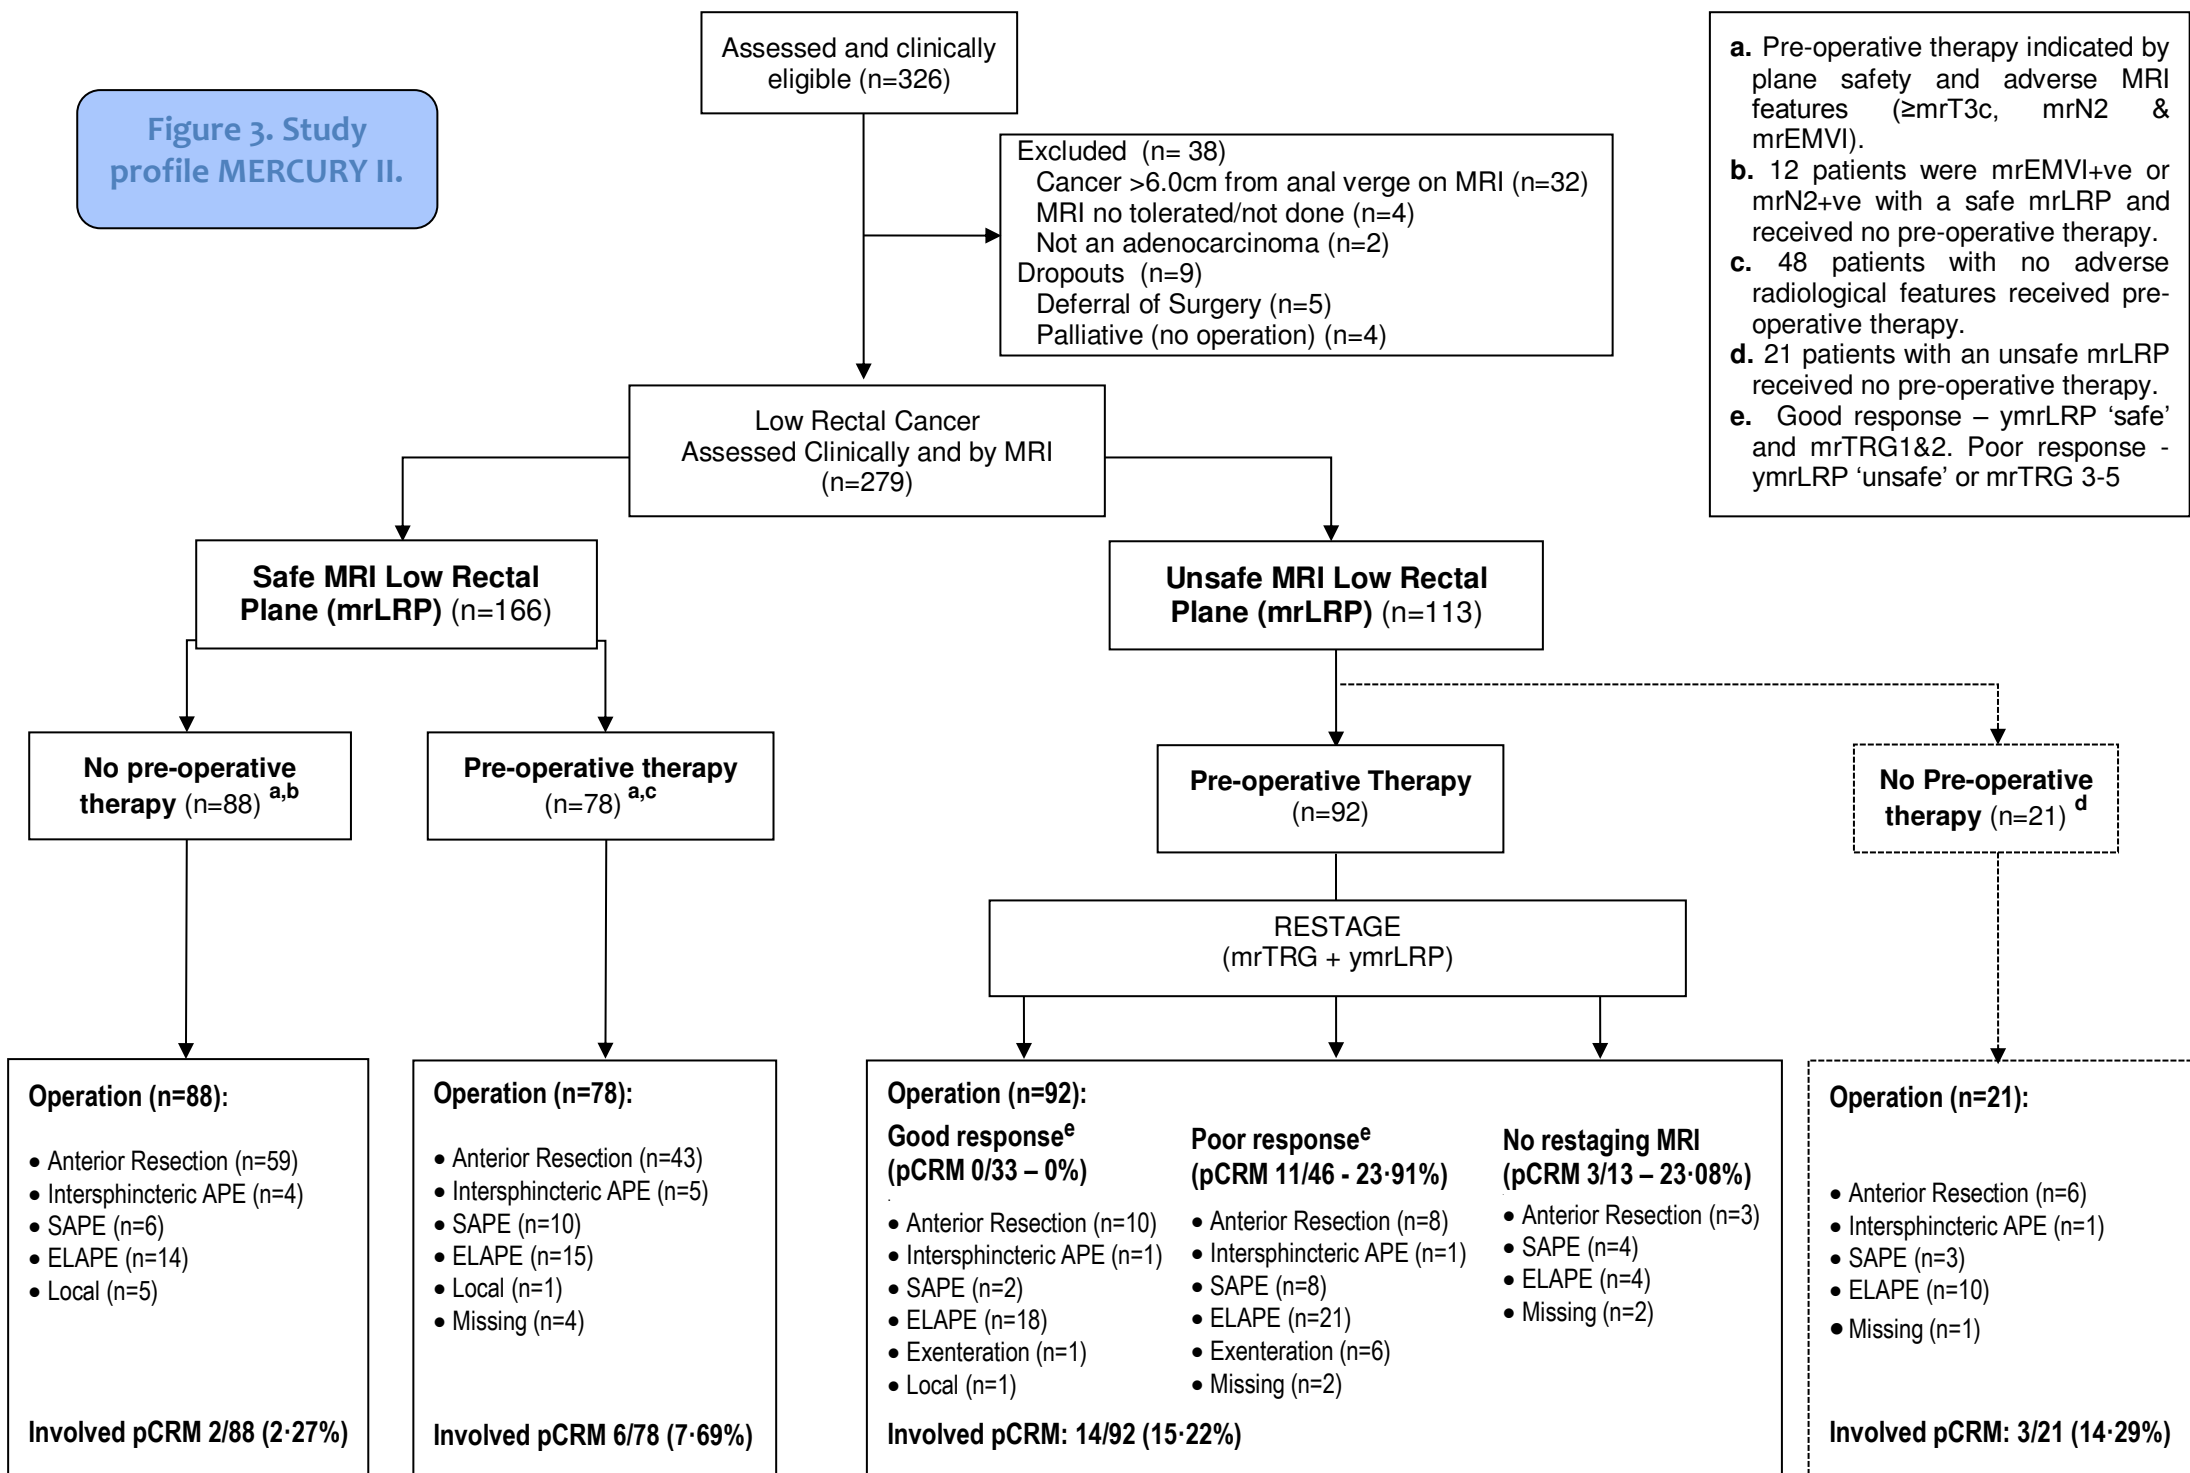 Figure 3. Study
profile MERCURY II.
Assessed and clinically
eligible (n=326)
Excluded (n= 38)
Cancer >6.0cm from anal verge on MRI (n=32)
MRI no tolerated/not done (n=4)
Not an adenocarcinoma (n=2)
Dropouts (n=9)
Deferral of Surgery (n=5)
Palliative (no operation) (n=4)
a. Pre-operative therapy indicated by
plane safety and adverse MRI
features (≥mrT3c, mrN2 &
mrEMVI).
b. 12 patients were mrEMVI+ve or
mrN2+ve with a safe mrLRP and
received no pre-operative therapy.
c. 48 patients with no adverse
radiological features received pre-
operative therapy.
d. 21 patients with an unsafe mrLRP
received no pre-operative therapy.
e. Good response – ymrLRP ‘safe’
and mrTRG1&2. Poor response -
ymrLRP ‘unsafe’ or mrTRG 3-5
Low Rectal Cancer
Assessed Clinically and by MRI
(n=279)
Safe MRI Low Rectal
Plane (mrLRP) (n=166)
Unsafe MRI Low Rectal
Plane (mrLRP) (n=113)
No pre-operative
therapy (n=88) a,b
Pre-operative therapy
(n=78) a,c
Pre-operative Therapy
(n=92)
No Pre-operative
therapy (n=21) d
RESTAGE
(mrTRG + ymrLRP)
Operation (n=88):
• Anterior Resection (n=59)
• Intersphincteric APE (n=4)
• SAPE (n=6)
• ELAPE (n=14)
• Local (n=5)
Involved pCRM 2/88 (2·27%)
Operation (n=78):
• Anterior Resection (n=43)
• Intersphincteric APE (n=5)
• SAPE (n=10)
• ELAPE (n=15)
• Local (n=1)
• Missing (n=4)
Involved pCRM 6/78 (7·69%)
Operation (n=92):
Good response e
(pCRM 0/33 – 0%)
• Anterior Resection (n=10)
• Intersphincteric APE (n=1)
• SAPE (n=2)
• ELAPE (n=18)
• Exenteration (n=1)
• Local (n=1)
Poor response e
(pCRM 11/46 - 23·91%)
• Anterior Resection (n=8)
• Intersphincteric APE (n=1)
• SAPE (n=8)
• ELAPE (n=21)
• Exenteration (n=6)
• Missing (n=2)
No restaging MRI
(pCRM 3/13 – 23·08%)
• Anterior Resection (n=3)
• SAPE (n=4)
• ELAPE (n=4)
• Missing (n=2)
Involved pCRM: 14/92 (15·22%)
Operation (n=21):
• Anterior Resection (n=6)
• Intersphincteric APE (n=1)
• SAPE (n=3)
• ELAPE (n=10)
• Missing (n=1)
Involved pCRM: 3/21 (14·29%)